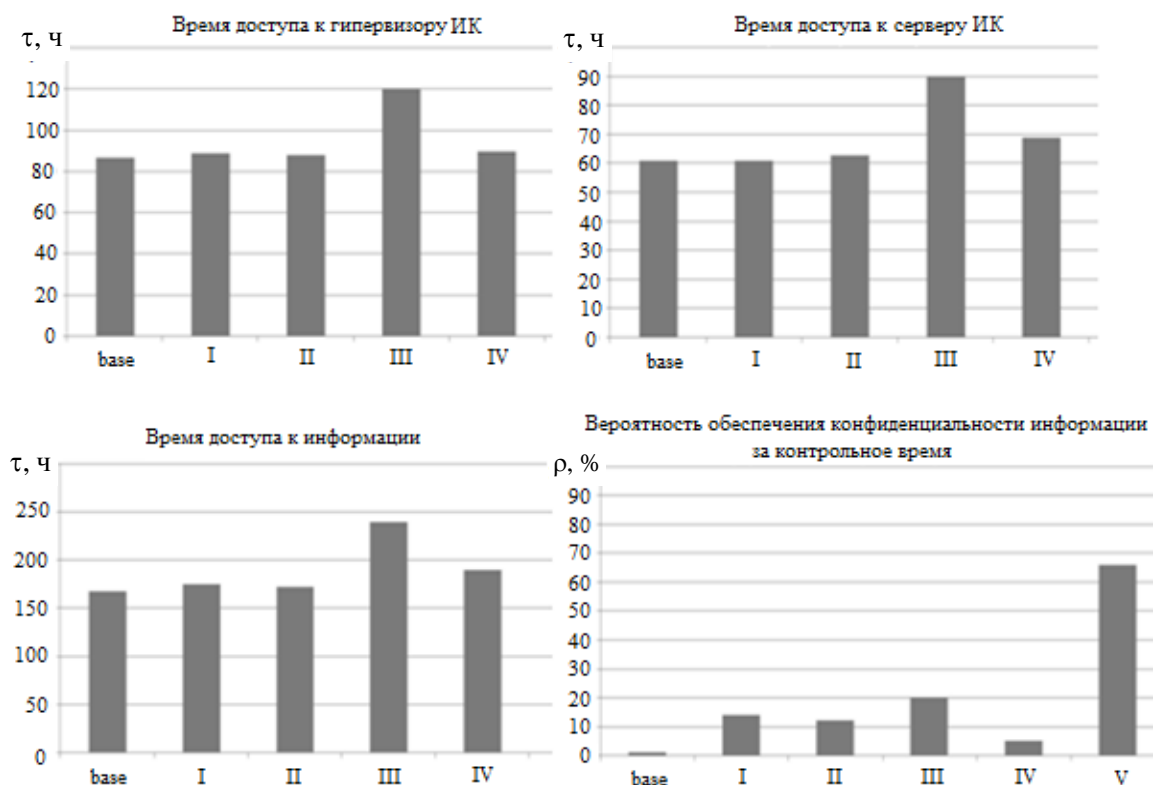 Время доступа к гипервизору ИК
τ, ч
120
100
80
60
40
20
0
base I II III IV
Время доступа к серверу ИК
τ, ч
90
80
70
60
50
40
30
20
10
0
base I II III IV
Время доступа к информации
τ, ч
250
200
150
100
50
0
base I II III IV
Вероятность обеспечения конфиденциальности информации
за контрольное время
ρ, %
90
80
70
60
50
40
30
20
10
0
base I II III IV V